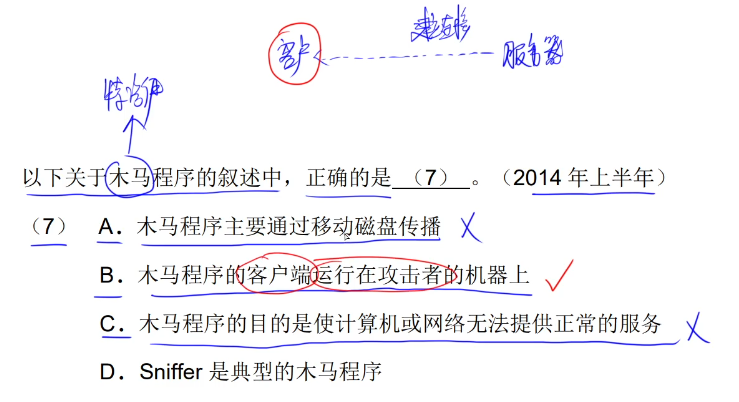 客户
服务器
特洛伊
以下关于木马程序的叙述中，正确的是 （7） 。（2014 年上半年）
（7） A．木马程序主要通过移动磁盘传播
B．木马程序的客户端运行在攻击者的机器上
C．木马程序的目的是使计算机或网络无法提供正常的服务
D．Sniffer 是典型的木马程序